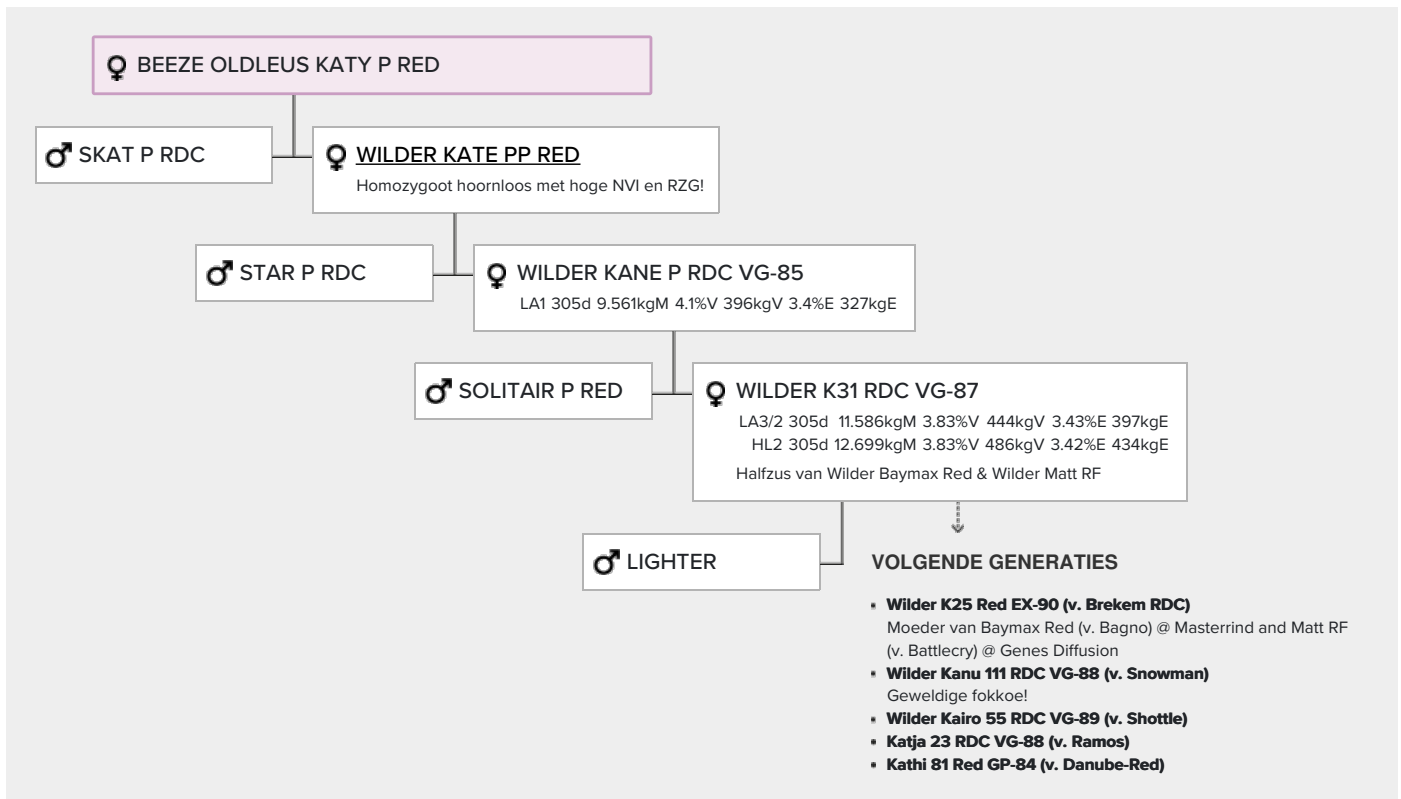 BEEZE OLDLEUS KATY P RED
SKAT P RDC
WILDER KATE PP RED
Homozygoot hoornloos met hoge NVI en RZG!
STAR P RDC
WILDER KANE P RDC VG-85
LA1 305d 9.561kgM 4.1%V 396kgV 3.4%E 327kgE
SOLITAIR P RED
WILDER K31 RDC VG-87
LA3/2 305d 11.586kgM 3.83%V 444kgV 3.43%E 397kgE
HL2 305d 12.699kgM 3.83%V 486kgV 3.42%E 434kgE
Halfzus van Wilder Baymax Red & Wilder Matt RF
LIGHTER
VOLGENDE GENERATIES
Wilder K25 Red EX-90 (v. Brekem RDC)
Moeder van Baymax Red (v. Bagno) @ Masterrind and Matt RF
(v. Battlecry) @ Genes Diffusion
Wilder Kanu 111 RDC VG-88 (v. Snowman)
Geweldige fokkoe!
Wilder Kairo 55 RDC VG-89 (v. Shottle)
Katja 23 RDC VG-88 (v. Ramos)
Kathi 81 Red GP-84 (v. Danube-Red)